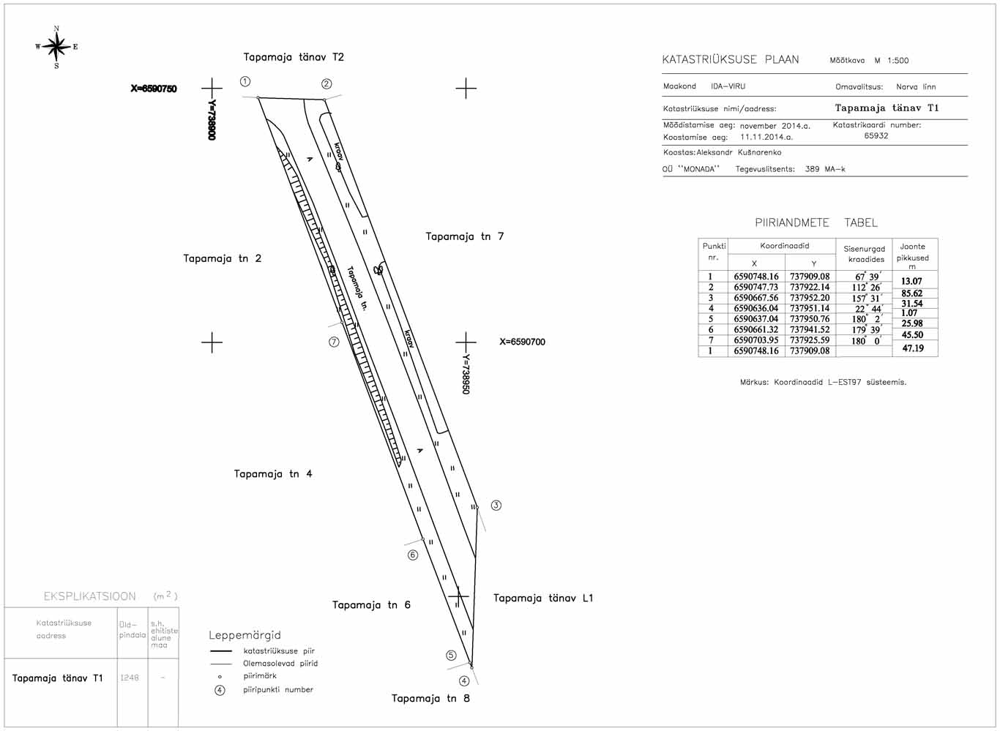 N
W E
S
Tapamaja tänav T2
1
2
X=6590750
Y=738900
kraav
A
Tapamaja tn 7
Tapamaja tn 2
Tapamaja tn.
kraav
7
X=6590700
Y=738950
A
Tapamaja tn 4
3
6
Tapamaja tn 6
Tapamaja tänav L1
5
4
Tapamaja tn 8
KATASTRIÜKSUSE PLAAN Mõõtkava M 1:500
Maakond IDA-VIRU Omavalitsus: Narva linn
Katastriüksuse nimi/aadress: Tapamaja tänav T1
Mõõdistamise aeg: november 2014.a. Katastrikaardi number:
Koostamise aeg: 11.11.2014.a. 65932
Koostas: Aleksandr Kušnarenko
OÜ ''MONADA'' Tegevuslitsents: 389 MA-k
PIIRIANDMETE TABEL
Punkti nr. Koordinaadid Sisenurgad kraadides Joonte pikkused m
X Y
1 6590748.16 737909.08 67° 39′
13.07
2 6590747.73 737922.14 112° 26′
85.62
3 6590667.56 737952.20 157° 31′
31.54
4 6590636.04 737951.14 22° 44′
1.07
5 6590637.04 737950.76 180° 2′
25.98
6 6590661.32 737941.52 179° 39′
45.50
7 6590703.95 737925.59 180° 0′
47.19
1 6590748.16 737909.08
Märkus: Koordinaadid L-EST97 süsteemis.
EKSPLIKATSIOON (m²)
Katastriüksuse aadress Üld-pindala s.h. ehitiste alune maa
Tapamaja tänav T1 1248 -
Leppemärgid
katastriüksuse piir
Olemasolevad piirid
piirimärk
4 piiripunkti number